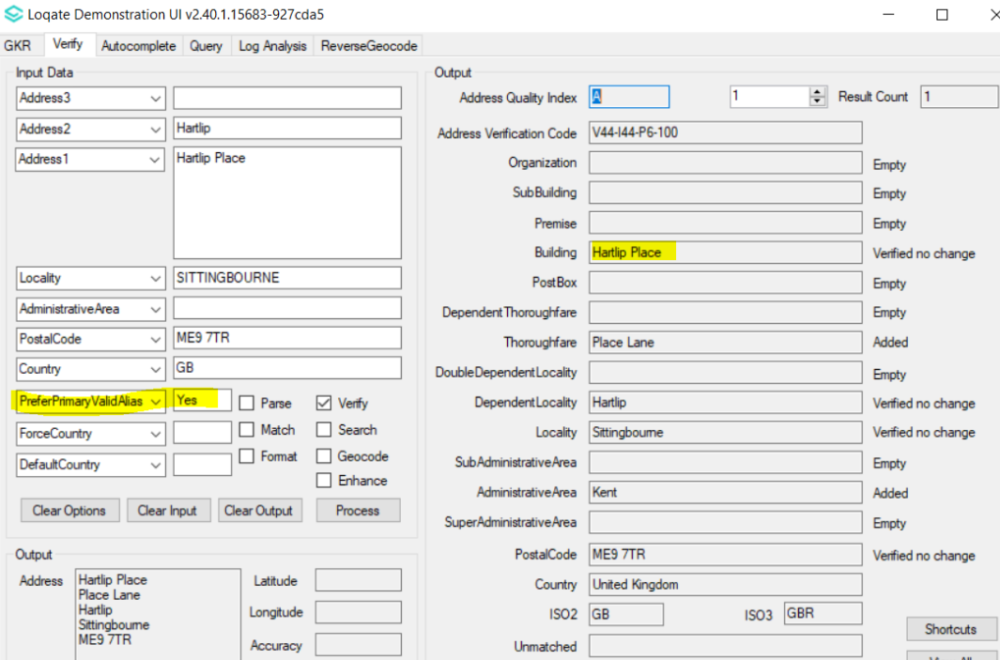 Loqate Demonstration UI v2.40.1.15683-927cda5
GKR Verify Autocomplete Query Log Analysis ReverseGeocode
Input Data
Address3
Address2 Hartlip
Address1 Hartlip Place
Locality SITTINGBOURNE
AdministrativeArea
PostalCode ME9 7TR
Country GB
PreferPrimaryValidAlias Yes Parse Verify
ForceCountry Match Search
DefaultCountry Format Geocode
Enhance
Clear Options Clear Input Clear Output Process
Output
Address Hartlip Place
Place Lane
Hartlip
Sittingbourne
ME9 7TR
Latitude
Longitude
Accuracy
Output
Address Quality Index A 1 Result Count 1
Address Verification Code V44-I44-P6-100
Organization Empty
SubBuilding Empty
Premise Empty
Building Hartlip Place Verified no change
PostBox Empty
DependentThoroughfare Empty
Thoroughfare Place Lane Added
DoubleDependentLocality Empty
DependentLocality Hartlip Verified no change
Locality Sittingbourne Verified no change
SubAdministrativeArea Empty
AdministrativeArea Kent Added
SuperAdministrativeArea Empty
PostalCode ME9 7TR Verified no change
Country United Kingdom
ISO2 GB ISO3 GBR
Shortcuts
Unmatched